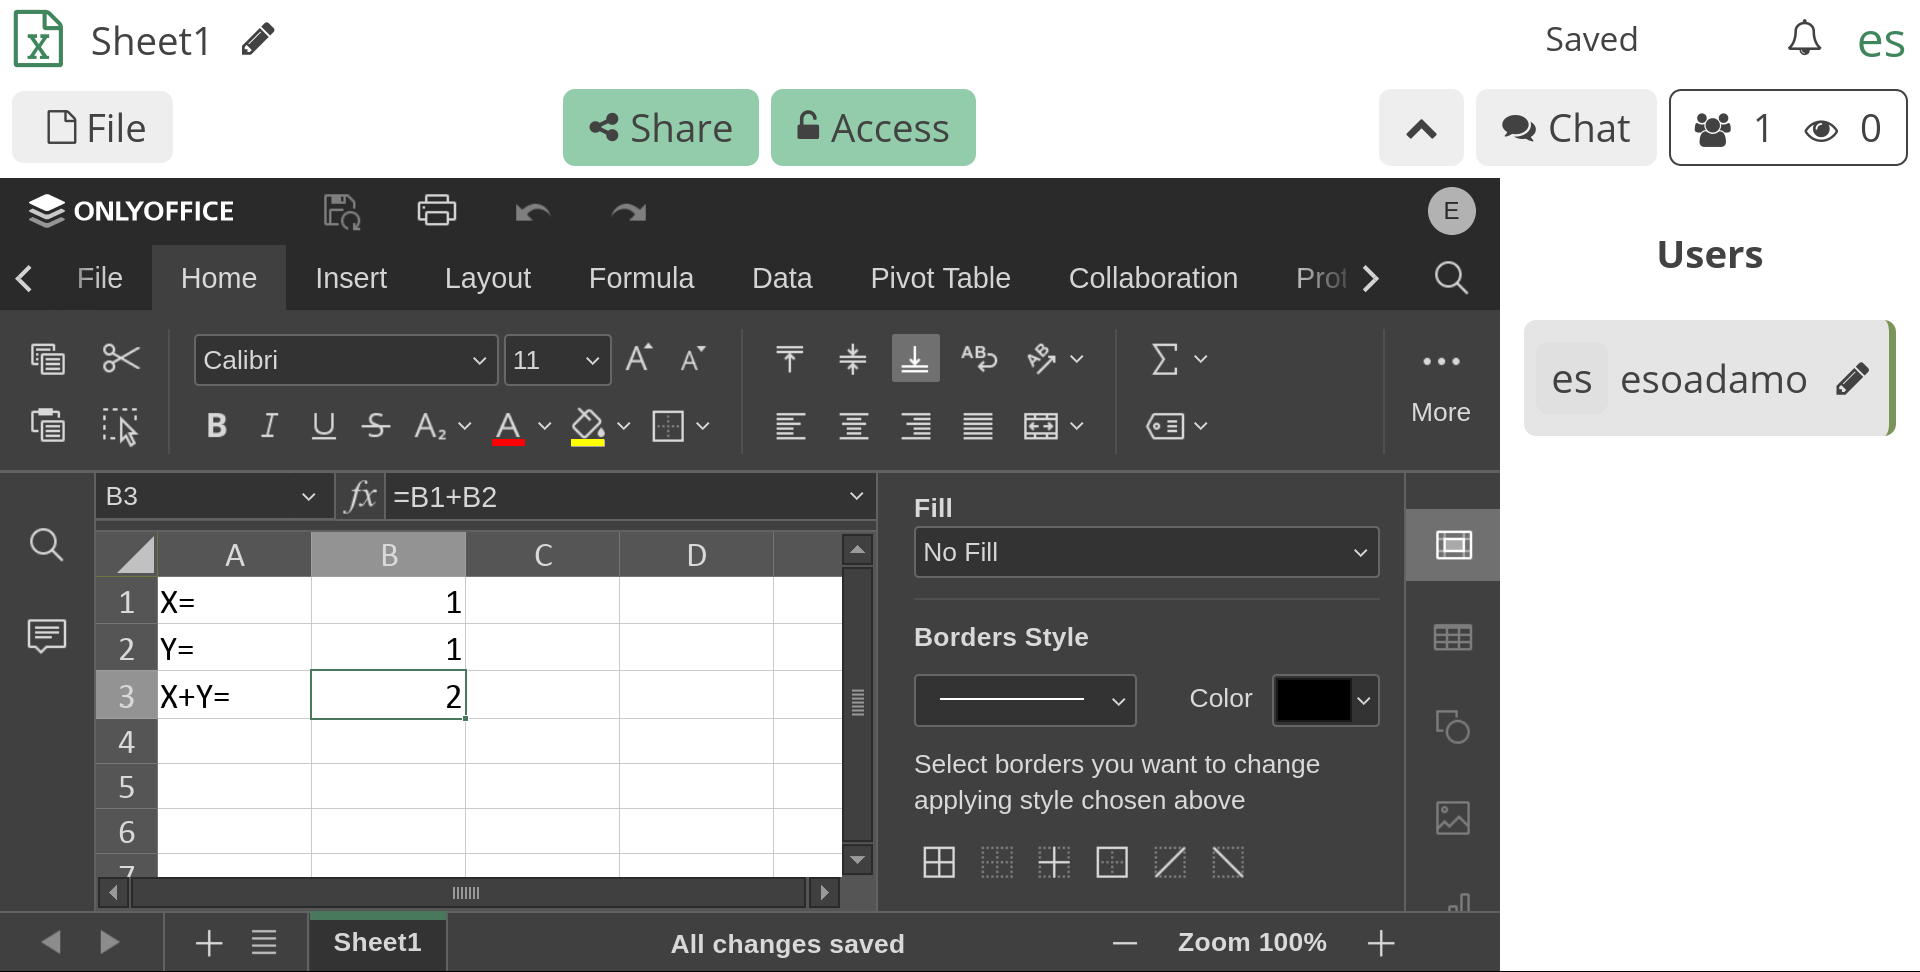 Sheet1 Saved es
File Share Access Chat 1 0
ONLYOFFICE E
File Home Insert Layout Formula Data Pivot Table Collaboration Prot
Users
es esoadamo
Calibri 11
More
B3 fx =B1+B2
A B C D
1 X= 1
2 Y= 1
3 X+Y= 2
4
5
6
7
Fill
No Fill
Borders Style
Color
Select borders you want to change
applying style chosen above
Sheet1 All changes saved Zoom 100%